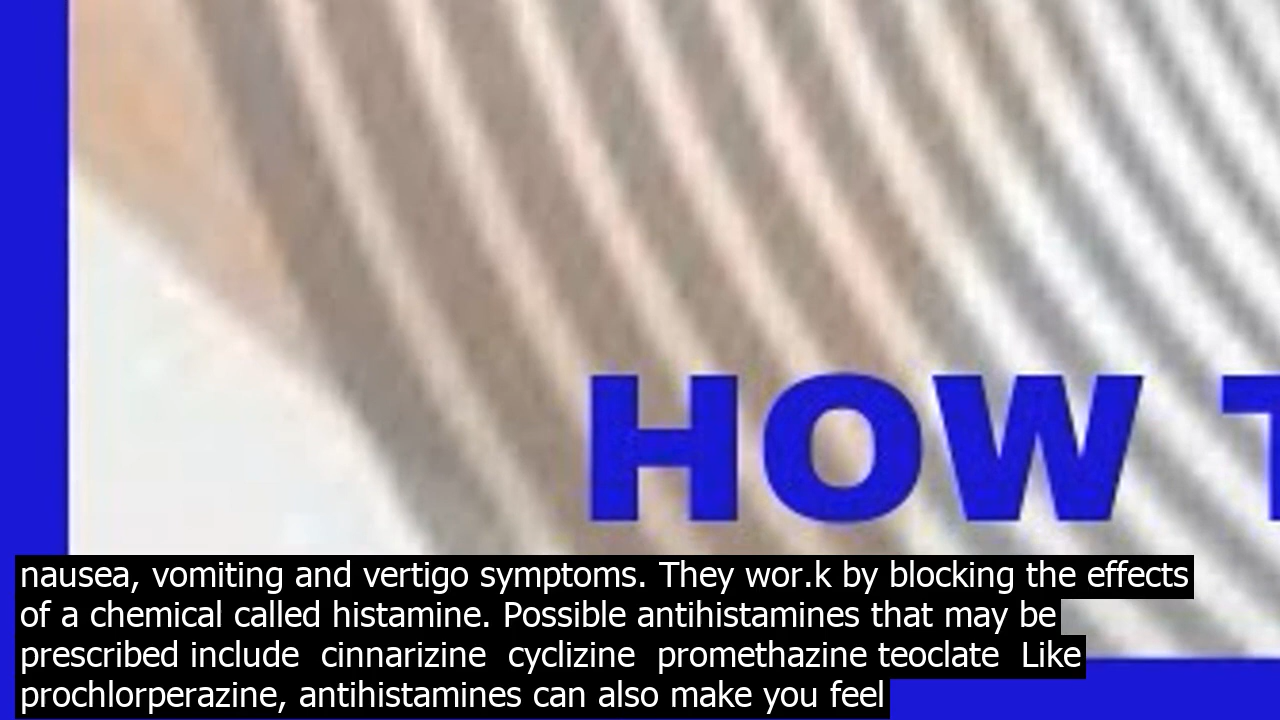 HOW T
nausea, vomiting and vertigo symptoms. They wor.k by blocking the effects
of a chemical called histamine. Possible antihistamines that may be
prescribed include  cinnarizine  cyclizine  promethazine teoclate  Like
prochlorperazine, antihistamines can also make you feel